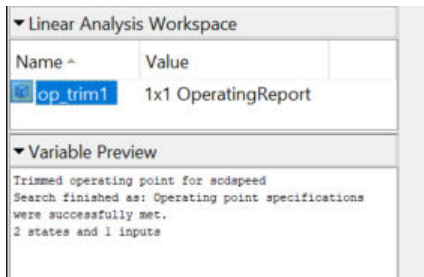 Linear Analysis Workspace
Name Value
op_trim1 1x1 OperatingReport
Variable Preview
Trimmed operating point for scdspeed
Search finished as: Operating point specifications
were successfully met.
2 states and 1 inputs